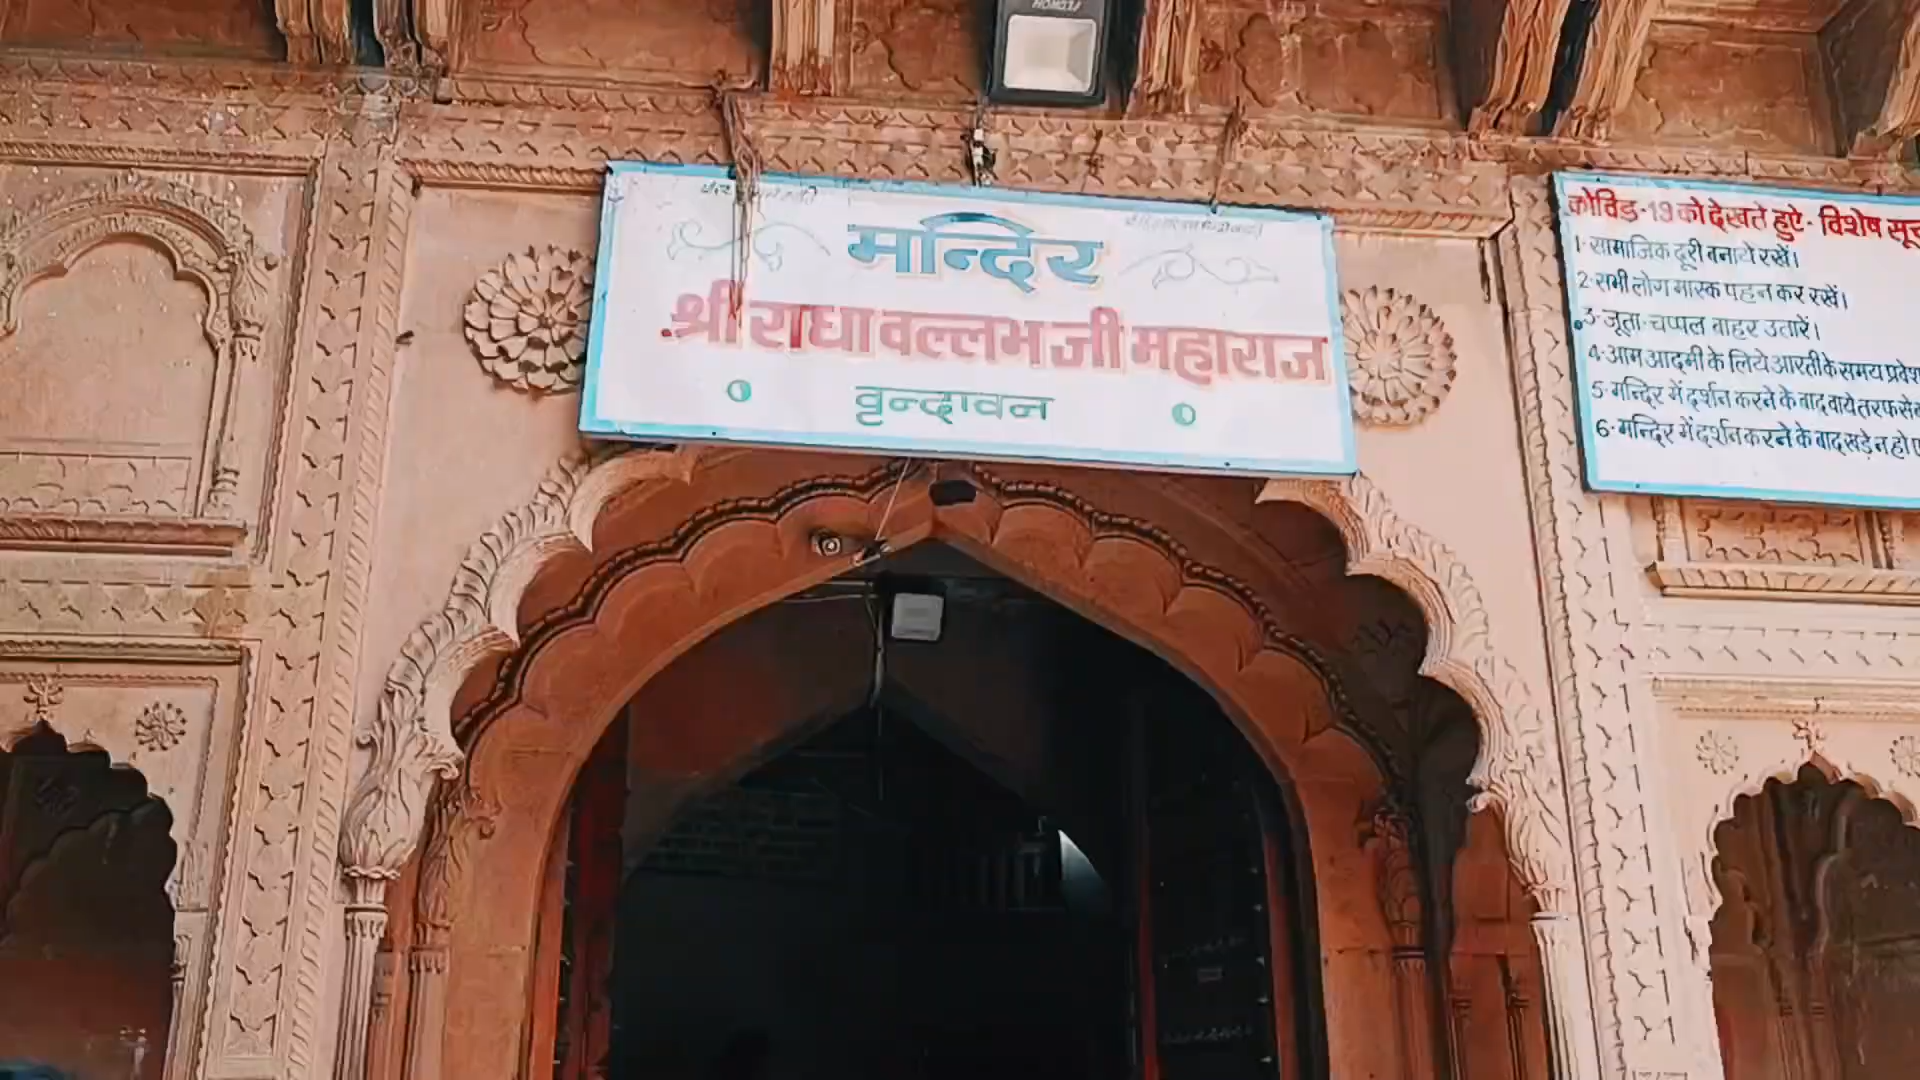 मन्दिर
श्री राधा वल्लभ जी महाराज
वृन्दावन
कोविड-19 को देखते हुऐ- विशेष
1-सामाजिक दूरी बनाये रखें।
2-सभी लोग मास्क पहन कर रखें।
3-जूता-चप्पल बाहर उतारें।
4-आम आदमी के लिये आरती के समय
5-मन्दिर में दर्शन करने के बाद बायें तरफ से
6-मन्दिर में दर्शन करने के बाद खड़े न हो